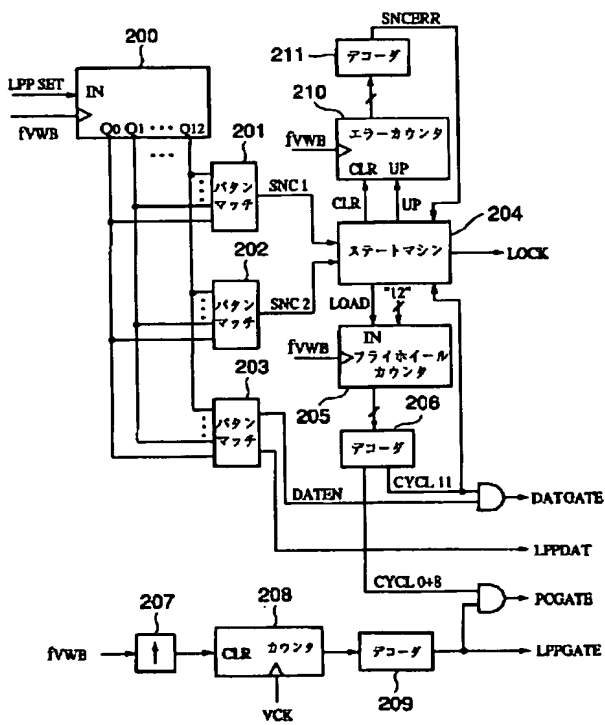 200
SNCERR
211
デコーダ
LPP SET
IN
fVWB
Q0 Q1 ･･･ Q12
･･･
210
エラーカウンタ
fVWB
CLR UP
201
パタン
マッチ
SNC 1
CLR
UP
204
ステートマシン
LOCK
202
パタン
マッチ
SNC 2
LOAD
"12"
IN
fVWB
フライホイール
カウンタ
203
205
206
パタン
マッチ
デコーダ
DATEN
CYCL 11
DATGATE
LPPDAT
CYCL 0+8
PCGATE
207
208
fVWB
↑
CLR
カウンタ
デコーダ
LPPGATE
209
VCK